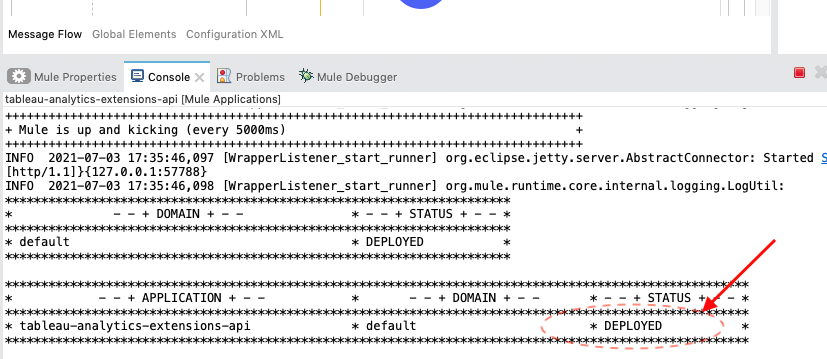 Message Flow Global Elements Configuration XML
Mule Properties Console Problems Mule Debugger
tableau-analytics-extensions-api [Mule Applications]
++++++++++++++++++++++++++++++++++++++++++++++++++++++++++++++++++++++++++++
+ Mule is up and kicking (every 5000ms) +
++++++++++++++++++++++++++++++++++++++++++++++++++++++++++++++++++++++++++++
INFO 2021-07-03 17:35:46,097 [WrapperListener_start_runner] org.eclipse.jetty.server.AbstractConnector: Started S
[http/1.1]}{127.0.0.1:57788}
INFO 2021-07-03 17:35:46,098 [WrapperListener_start_runner] org.mule.runtime.core.internal.logging.LogUtil:
*******************************************************************
* - - + DOMAIN + - - * - - + STATUS + - - *
*******************************************************************
* default * DEPLOYED *
*******************************************************************
***************************************************************************************************
* - - + APPLICATION + - - * - - + DOMAIN + - - * - - + STATUS + - - *
***************************************************************************************************
* tableau-analytics-extensions-api * default * DEPLOYED *
***************************************************************************************************